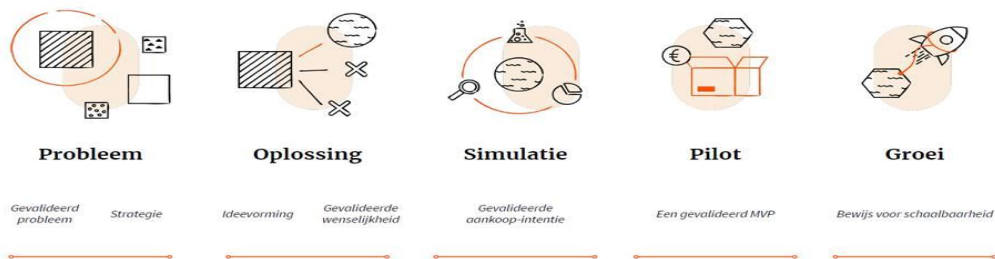 Probleem
Oplossing
Simulatie
Pilot
Groei
Gevalideerd
probleem
Strategie
Ideevorming
Gevalideerde
wenselijkheid
Gevalideerde
aankoop-intentie
Een gevalideerd MVP
Bewijs voor schaalbaarheid